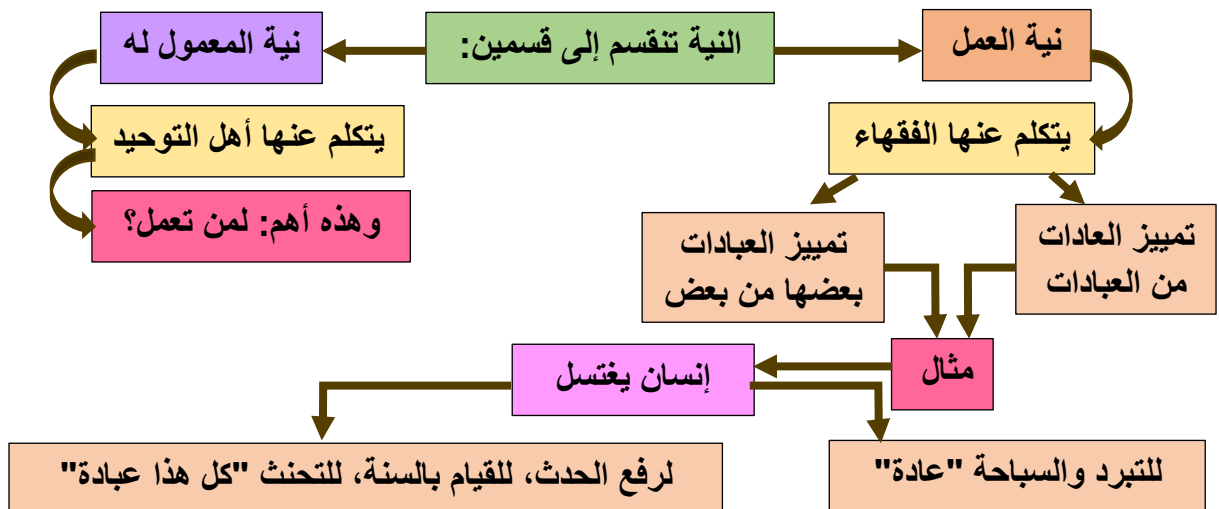 النية تنقسم إلى قسمين:
نية العمل
نية المعمول له
يتكلم عنها الفقهاء
يتكلم عنها أهل التوحيد
وهذه أهم: لمن تعمل؟
تمييز العادات
من العبادات
تمييز العبادات
بعضها من بعض
مثال
إنسان يغتسل
للتبرد والسباحة "عادة"
لرفع الحدث، للقيام بالسنة، للتحنث "كل هذا عبادة"